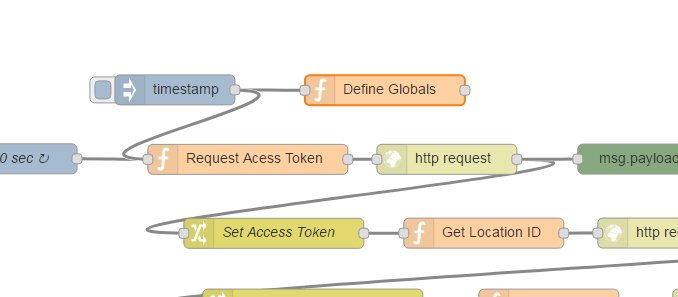 timestamp
Define Globals
0 sec ↻
Request Acess Token
http request
msg.payload
Set Access Token
Get Location ID
http re